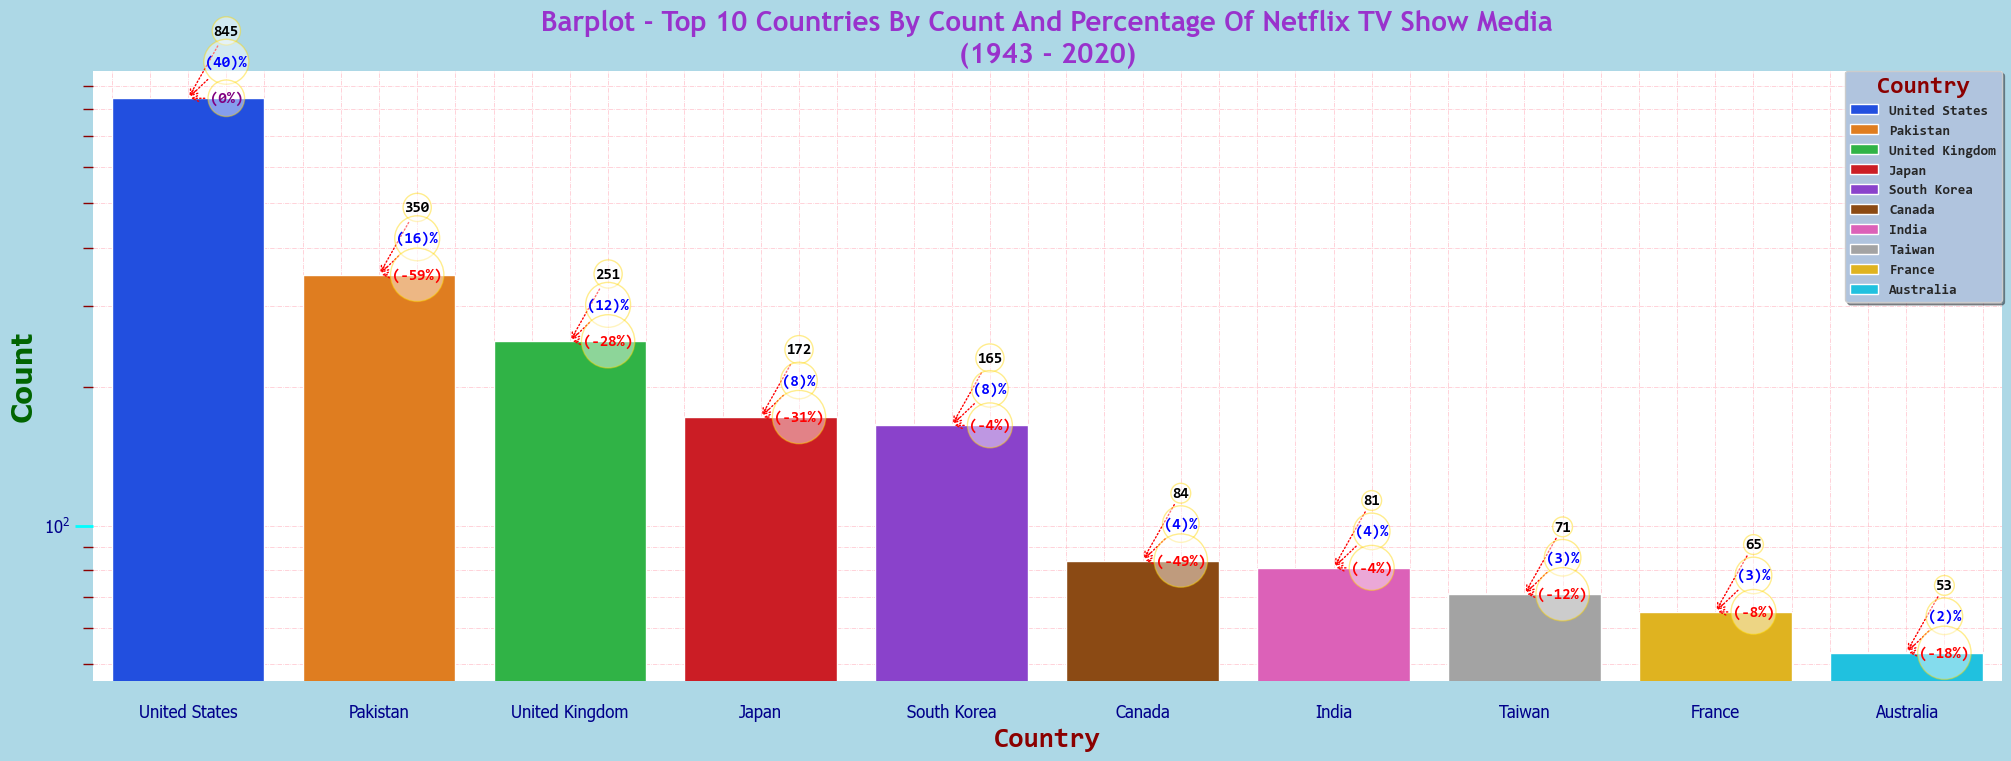 Barplot - Top 10 Countries By Count And Percentage Of Netflix TV Show Media
(1943 - 2020)
845
(40)%
(0%)
350
(16)%
(-59%)
251
(12)%
(-28%)
172
(8)%
(-31%)
165
(8)%
(-4%)
84
(4)%
(-49%)
81
(4)%
(-4%)
71
(3)%
(-12%)
65
(3)%
(-8%)
53
(2)%
(-18%)
Country
United States
Pakistan
United Kingdom
Japan
South Korea
Canada
India
Taiwan
France
Australia
Count
10²
United States Pakistan United Kingdom Japan South Korea Canada India Taiwan France Australia
Country